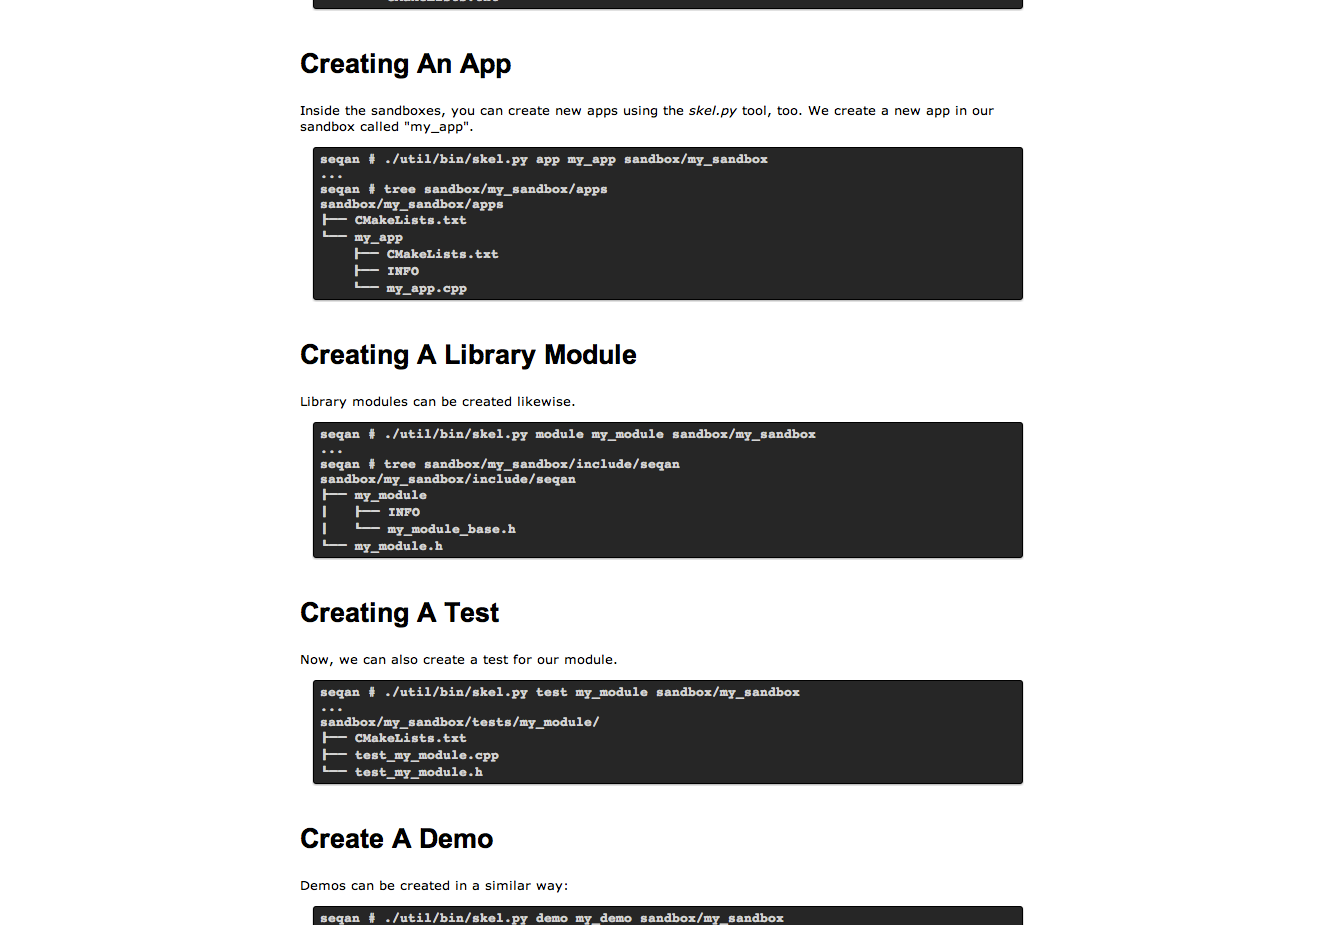 Creating An App
Inside the sandboxes, you can create new apps using the skel.py tool, too. We create a new app in our
sandbox called "my_app".
seqan # ./util/bin/skel.py app my_app sandbox/my_sandbox
...
seqan # tree sandbox/my_sandbox/apps
sandbox/my_sandbox/apps
├── CMakeLists.txt
└── my_app
    ├── CMakeLists.txt
    ├── INFO
    └── my_app.cpp
Creating A Library Module
Library modules can be created likewise.
seqan # ./util/bin/skel.py module my_module sandbox/my_sandbox
...
seqan # tree sandbox/my_sandbox/include/seqan
sandbox/my_sandbox/include/seqan
├── my_module
│   ├── INFO
│   └── my_module_base.h
└── my_module.h
Creating A Test
Now, we can also create a test for our module.
seqan # ./util/bin/skel.py test my_module sandbox/my_sandbox
...
sandbox/my_sandbox/tests/my_module/
├── CMakeLists.txt
├── test_my_module.cpp
└── test_my_module.h
Create A Demo
Demos can be created in a similar way:
seqan # ./util/bin/skel.py demo my_demo sandbox/my_sandbox